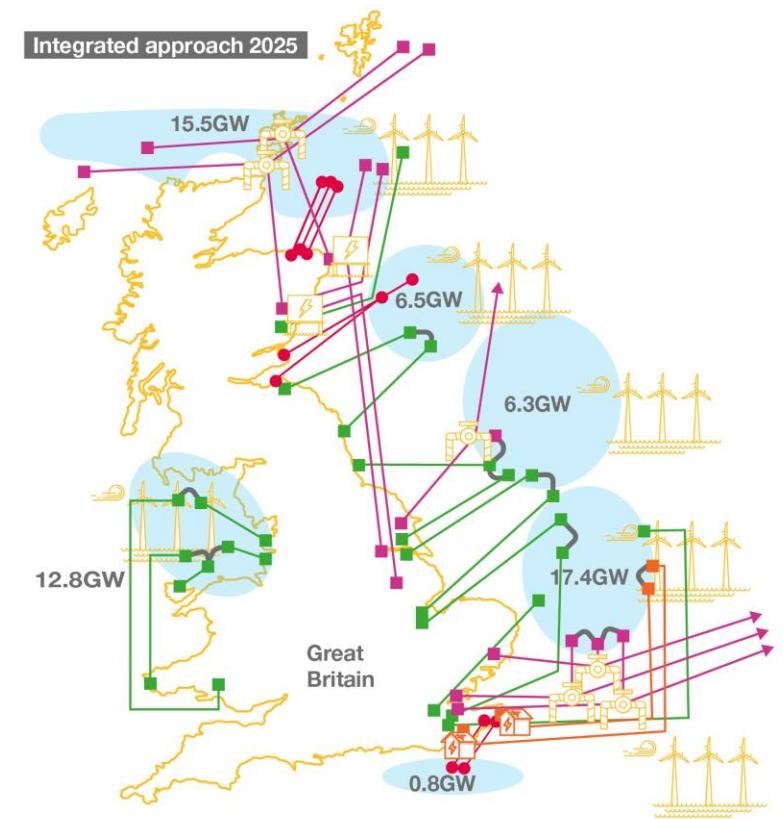 Integrated approach 2025
15.5GW
6.5GW
6.3GW
12.8GW
17.4GW
Great
Britain
0.8GW